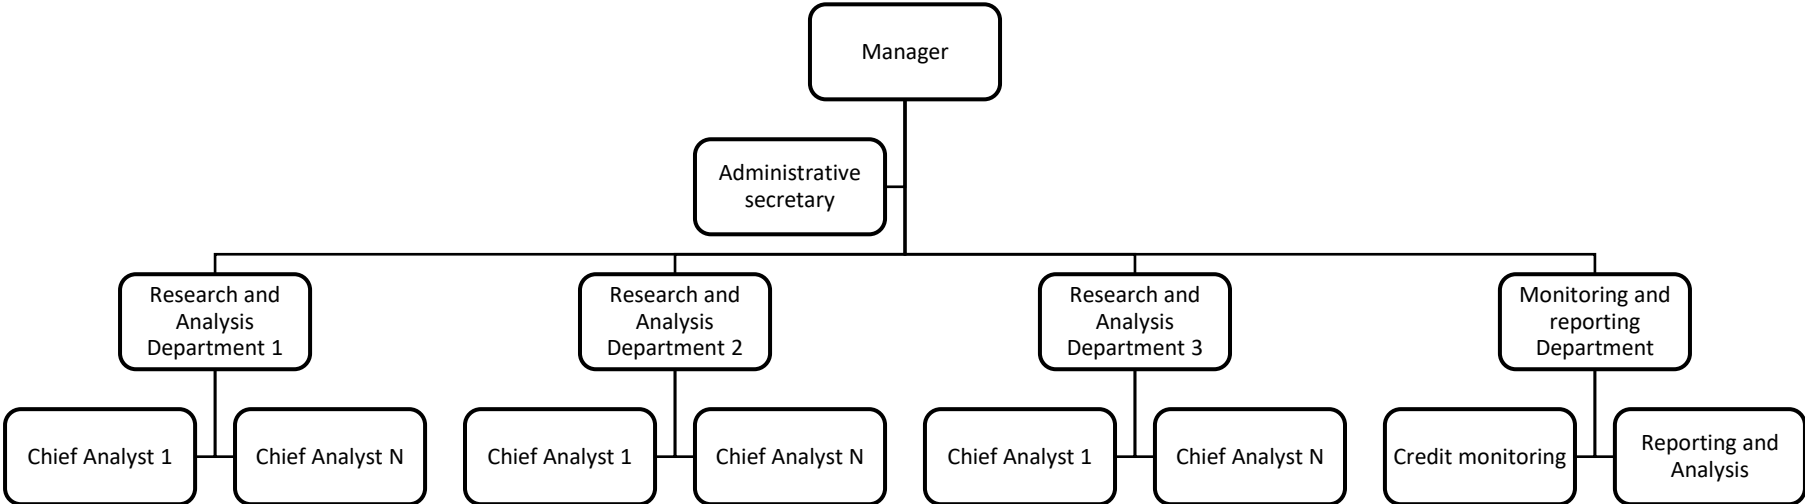 Manager
Administrative
secretary
Research and
Analysis
Department 1
Research and
Analysis
Department 2
Research and
Analysis
Department 3
Monitoring and
reporting
Department
Chief Analyst 1
Chief Analyst N
Chief Analyst 1
Chief Analyst N
Chief Analyst 1
Chief Analyst N
Credit monitoring
Reporting and
Analysis